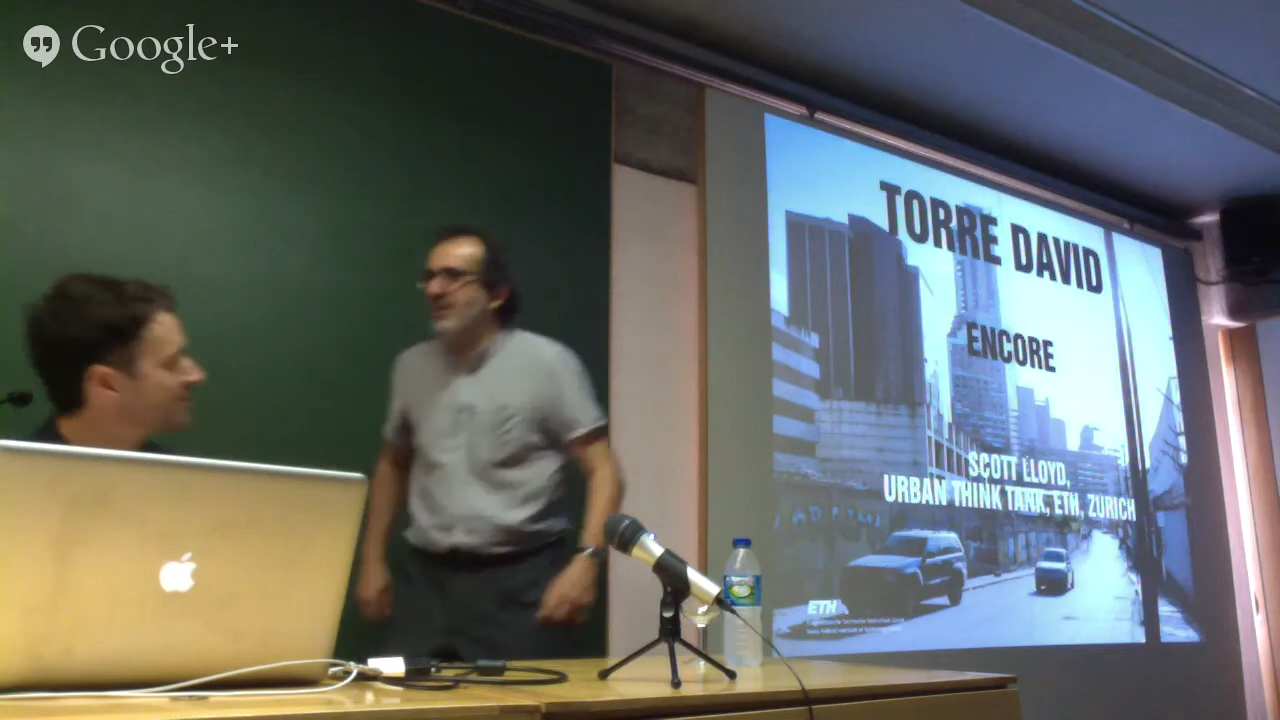 Google+
TORRE DAVID
ENCORE
SCOTT LLOYD,
URBAN THINK TANK, ETH, ZURICH
ETH